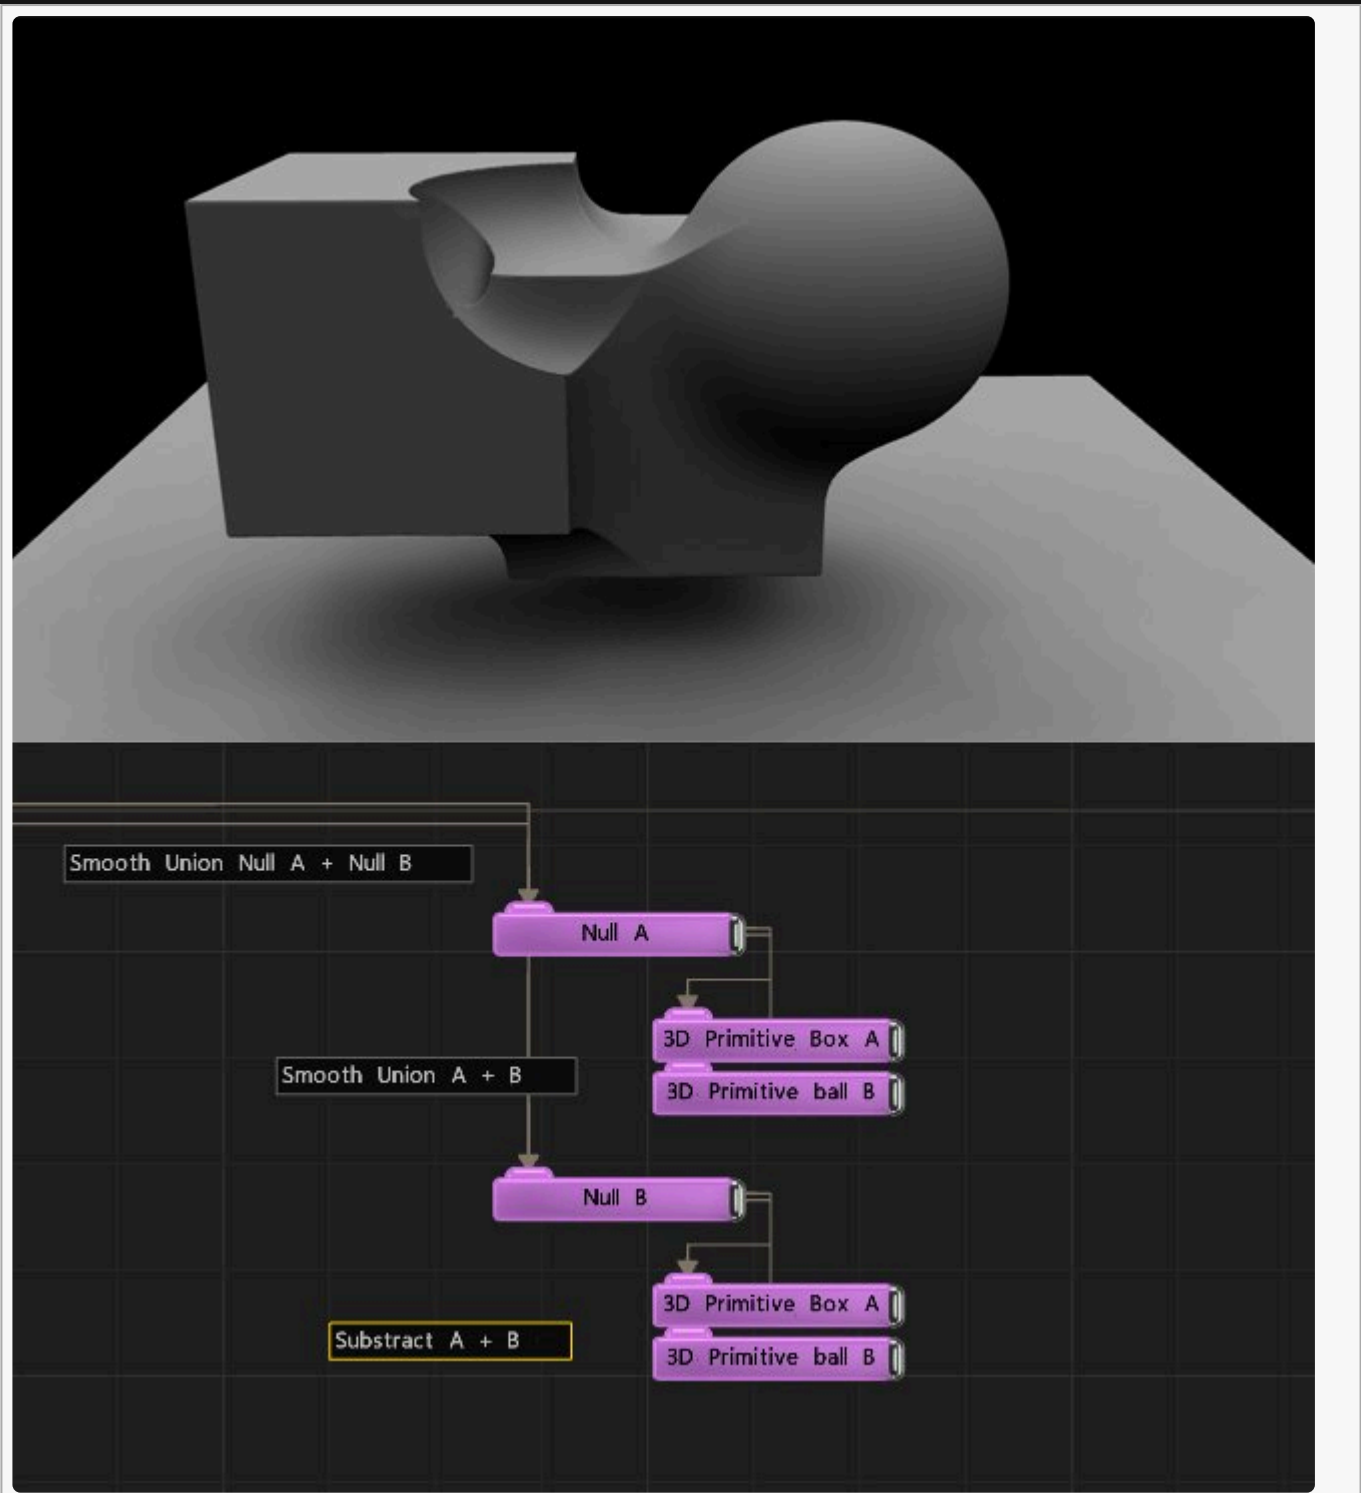 Smooth Union Null A + Null B
Null A
3D Primitive Box A
Smooth Union A + B
3D Primitive ball B
Null B
3D Primitive Box A
Substract A + B
3D Primitive ball B